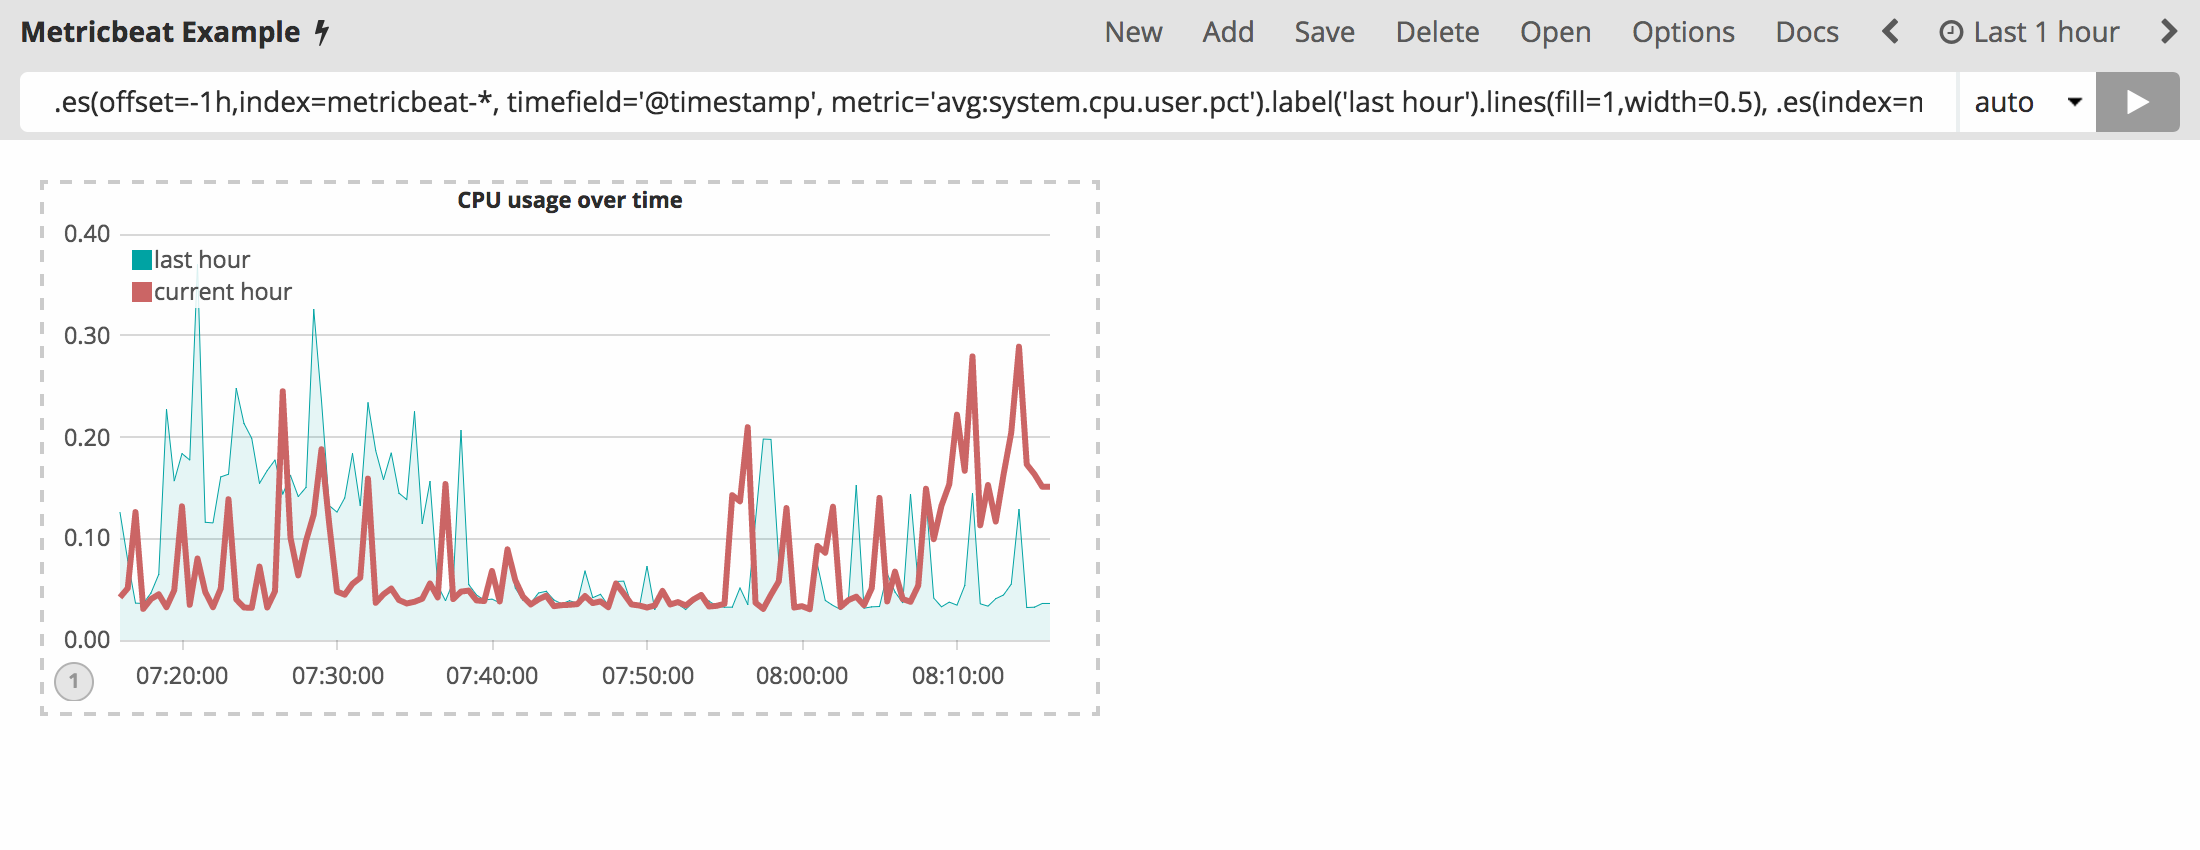 Metricbeat Example New Add Save Delete Open Options Docs Last 1 hour
.es(offset=-1h,index=metricbeat-*, timefield='@timestamp', metric='avg:system.cpu.user.pct').label('last hour').lines(fill=1,width=0.5), .es(index=n auto
CPU usage over time
0.40
last hour
current hour
0.30
0.20
0.10
0.00
07:20:00 07:30:00 07:40:00 07:50:00 08:00:00 08:10:00
1